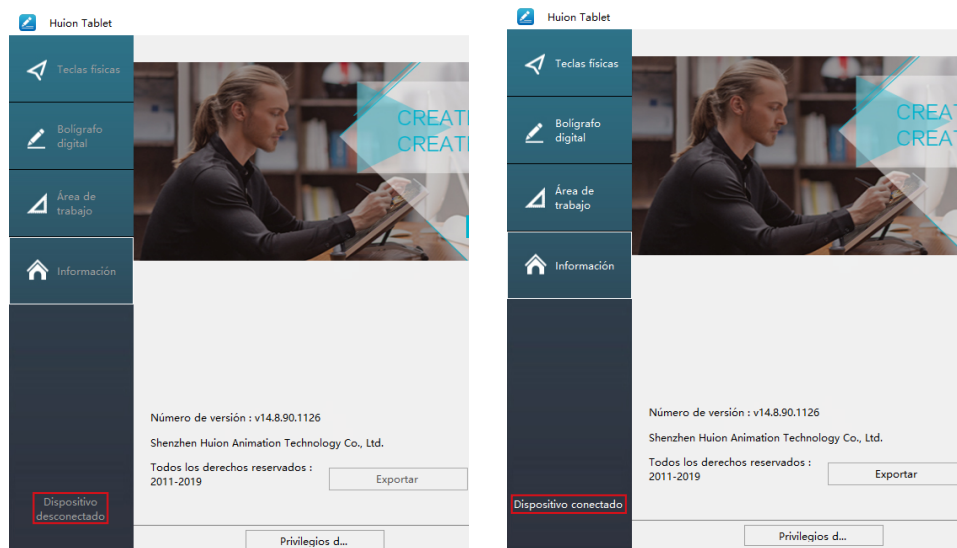 Huion Tablet
Teclas físicas
Bolígrafo
digital
Área de
trabajo
Información
CREATI
CREATI
Número de versión : v14.8.90.1126
Shenzhen Huion Animation Technology Co., Ltd.
Todos los derechos reservados :
2011-2019
Exportar
Dispositivo
desconectado
Privilegios d...
Huion Tablet
Teclas físicas
Bolígrafo
digital
Área de
trabajo
Información
CREAT
CREAT
Número de versión : v14.8.90.1126
Shenzhen Huion Animation Technology Co., Ltd.
Todos los derechos reservados :
2011-2019
Exportar
Dispositivo conectado
Privilegios d...